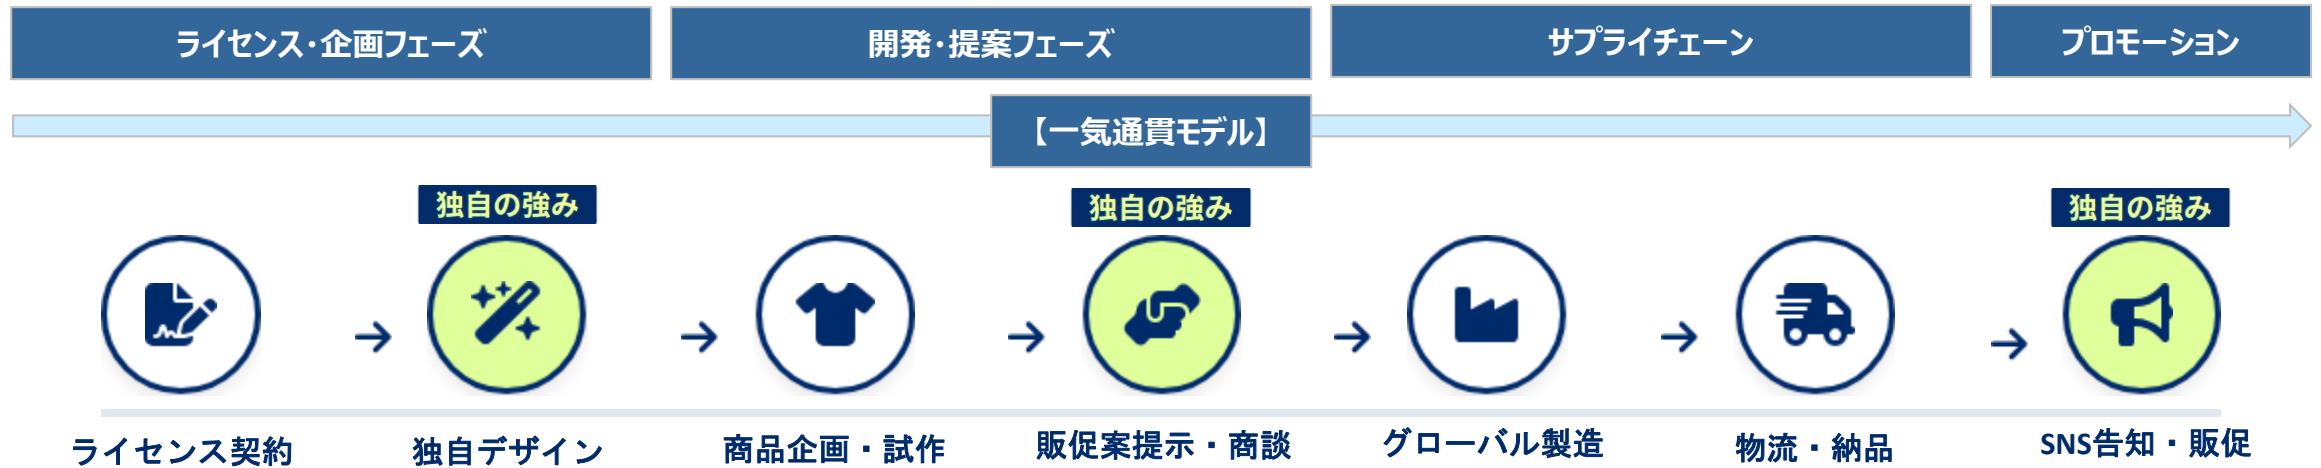 ライセンス・企画フェーズ
開発・提案フェーズ
サプライチェーン
プロモーション
【一気通貫モデル】
独自の強み
独自の強み
独自の強み
ライセンス契約
独自デザイン
商品企画・試作
販促案提示・商談
グローバル製造
物流・納品
SNS告知・販促